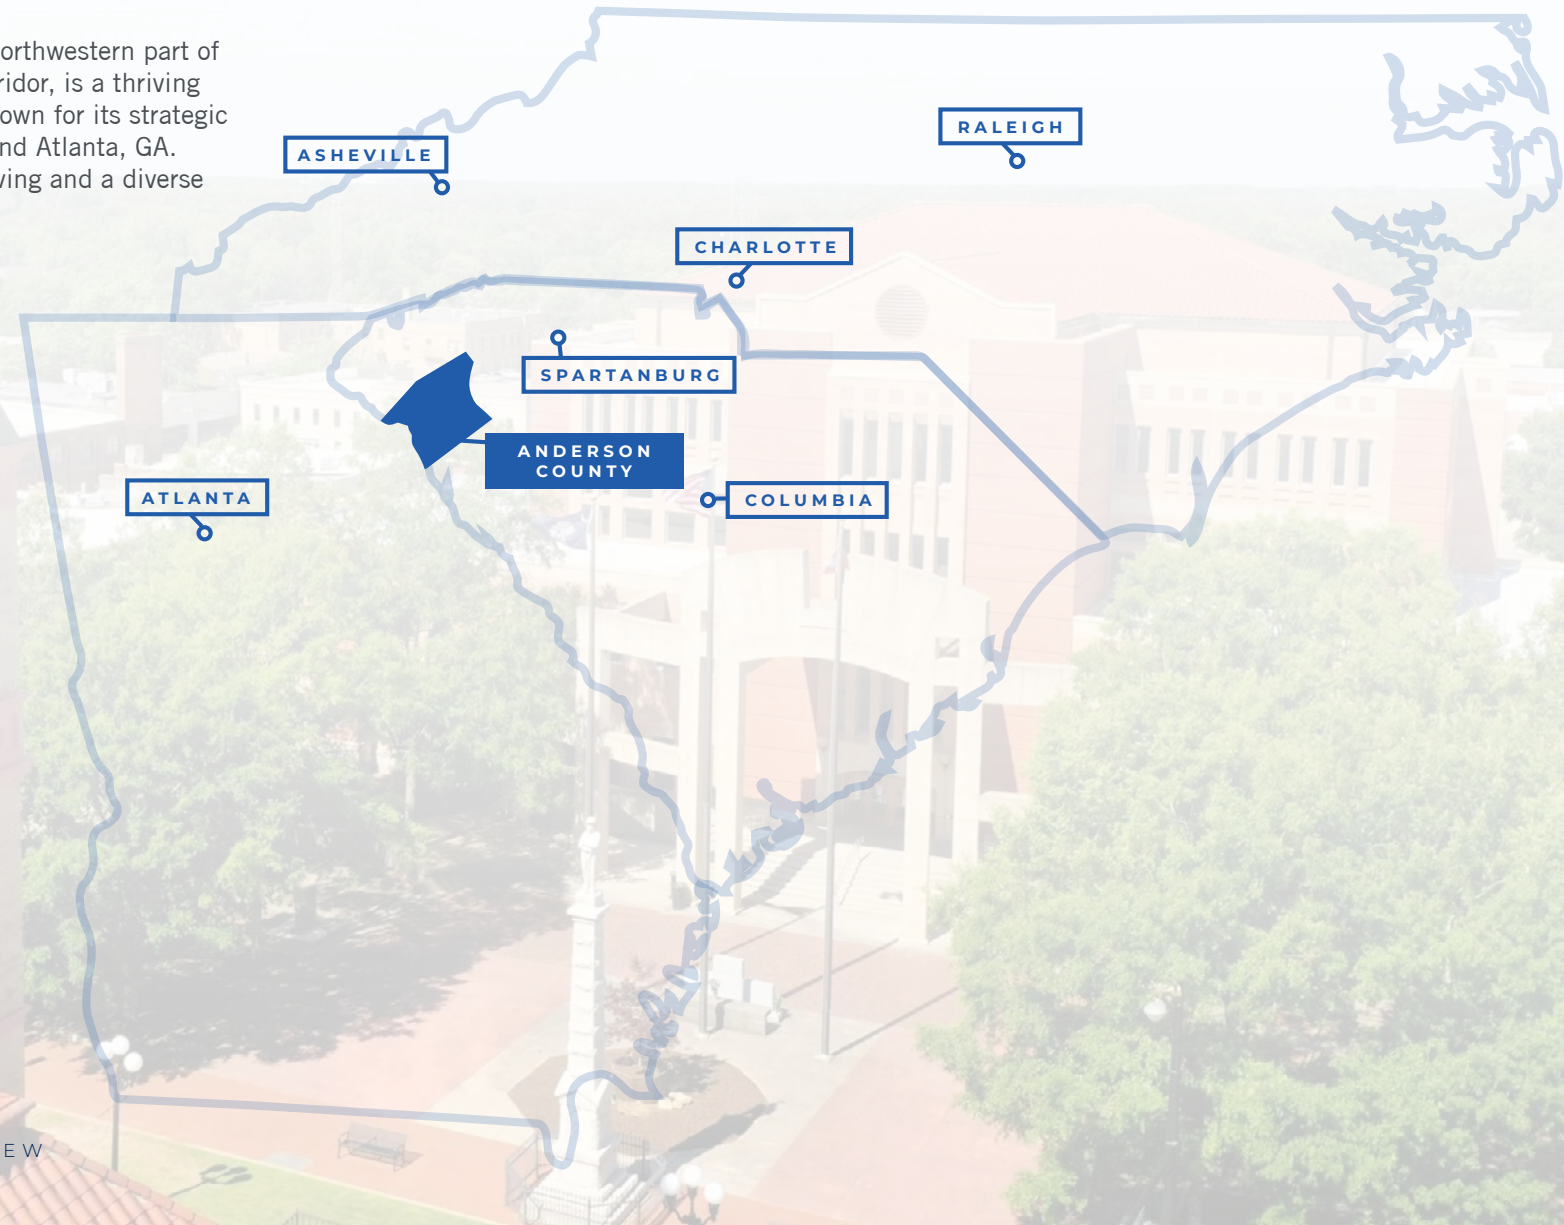 orthwestern part of
ridor, is a thriving
own for its strategic
nd Atlanta, GA.
ving and a diverse
RALEIGH
ASHEVILLE
CHARLOTTE
SPARTANBURG
ANDERSON
COUNTY
ATLANTA
COLUMBIA
EW